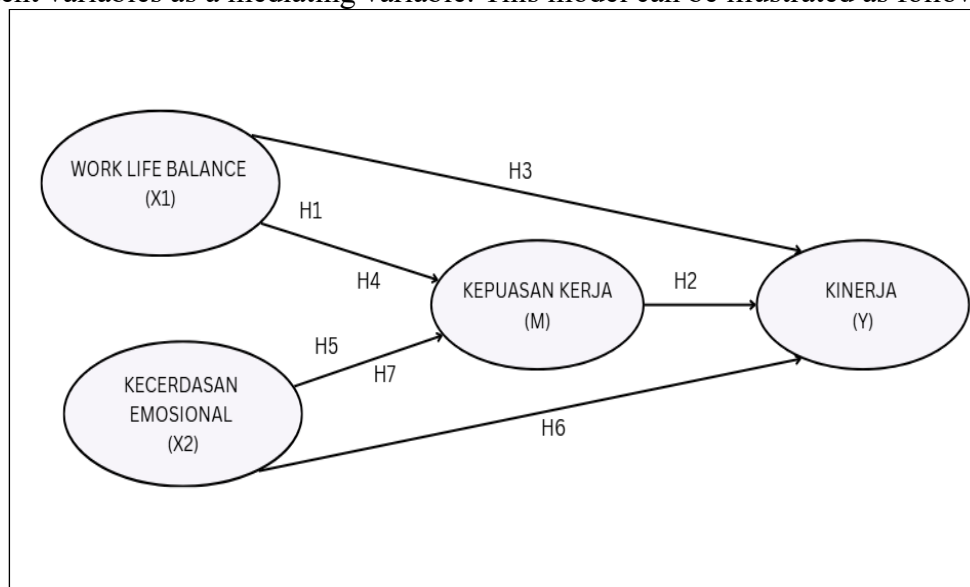 ent variables as a mediating variable. This model can be illustrated as follow
WORK LIFE BALANCE
(X1)
H3
H1
H4
KEPUASAN KERJA
(M)
H2
KINERJA
(Y)
H5
H7
KECERDASAN
EMOSIONAL
(X2)
H6